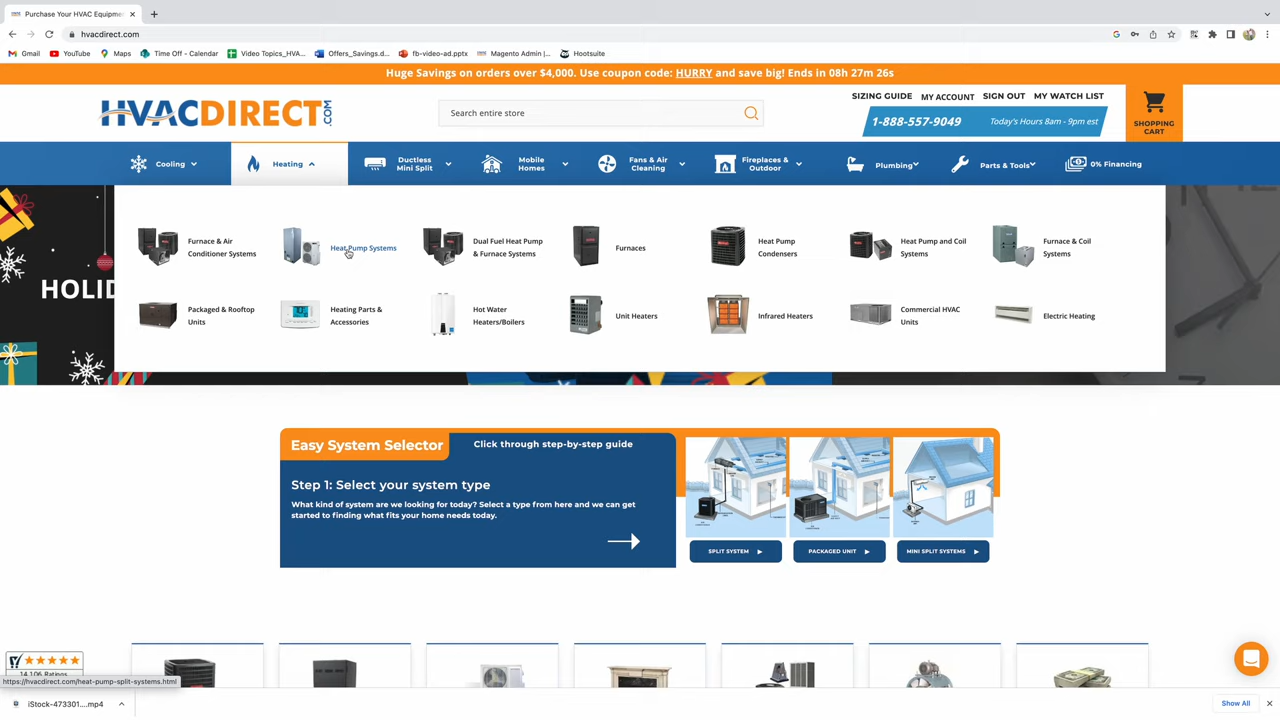 Purchase Your HVAC Equipmen
hvacdirect.com
Gmail
YouTube
Maps
Time Off - Calendar
Video Topics_HVA...
Offers_Savings.d...
fb-video-ad.pptx
Magento Admin |...
Hootsuite
Huge Savings on orders over $4,000. Use coupon code: HURRY and save big! Ends in 08h 27m 26s
HVACDIRECT.COM
Search entire store
SIZING GUIDE
MY ACCOUNT
SIGN OUT
MY WATCH LIST
1-888-557-9049
Today's Hours 8am - 9pm est
SHOPPING
CART
Cooling
Heating
Ductless
Mini Split
Mobile
Homes
Fans & Air
Cleaning
Fireplaces &
Outdoor
Plumbing
Parts & Tools
0% Financing
Furnace & Air
Conditioner Systems
Heat Pump Systems
Dual Fuel Heat Pump
& Furnace Systems
Furnaces
Heat Pump
Condensers
Heat Pump and Coil
Systems
Furnace & Coil
Systems
Packaged & Rooftop
Units
Heating Parts &
Accessories
Hot Water
Heaters/Boilers
Unit Heaters
Infrared Heaters
Commercial HVAC
Units
Electric Heating
HOLID
Easy System Selector
Click through step-by-step guide
Step 1: Select your system type
What kind of system are we looking for today? Select a type from here and we can get
started to finding what fits your home needs today.
SPLIT SYSTEM
PACKAGED UNIT
MINI SPLIT SYSTEMS
14,106 Ratings
https://hvacdirect.com/heat-pump-split-systems.html
iStock-473301....mp4
Show All